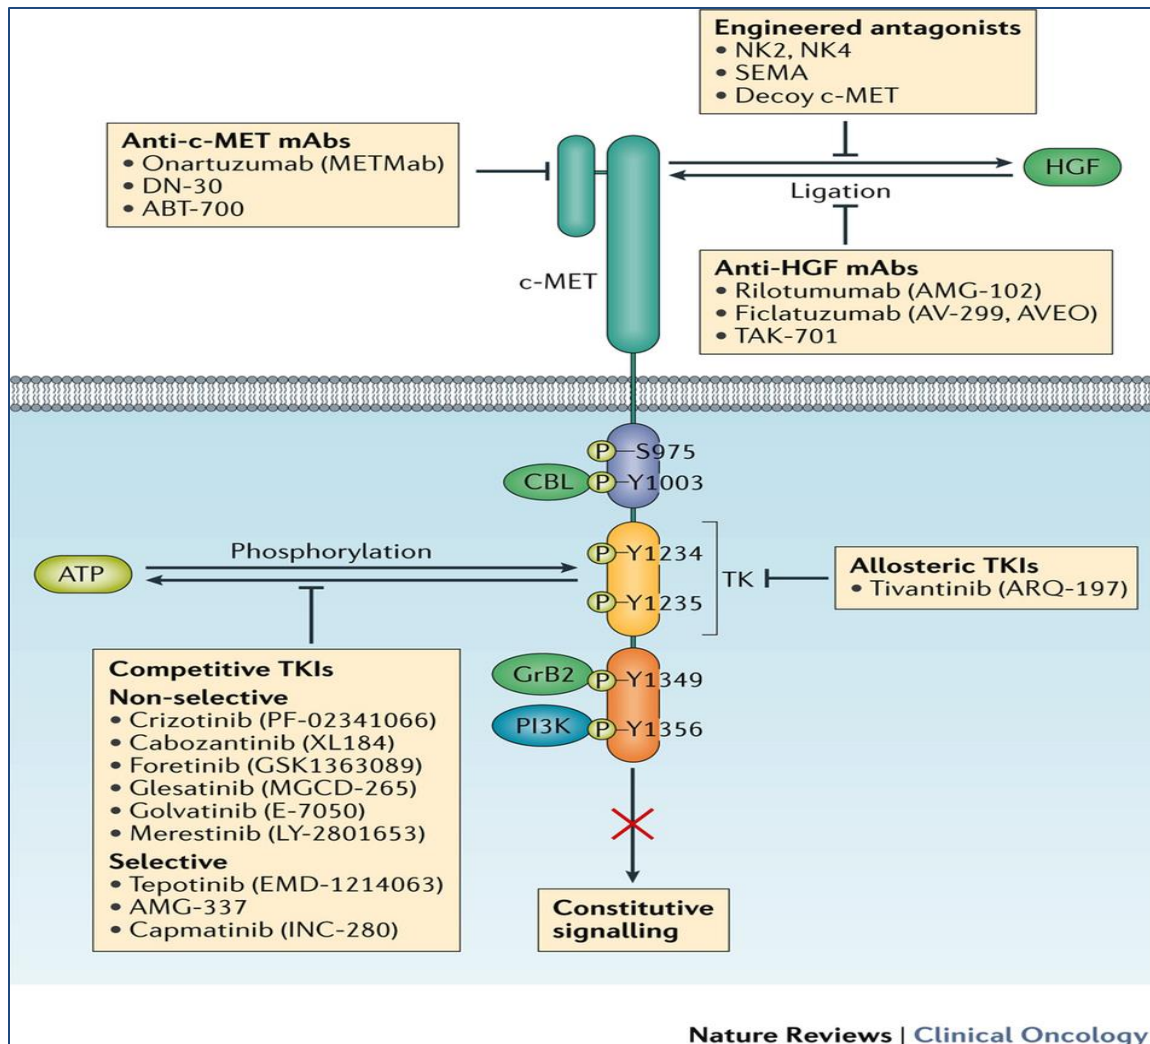 Engineered antagonists
• NK2, NK4
• SEMA
• Decoy c-MET
Anti-c-MET mAbs
• Onartuzumab (METMab)
• DN-30
• ABT-700
HGF
Ligation
c-MET
Anti-HGF mAbs
• Rilotumumab (AMG-102)
• Ficlatuzumab (AV-299, AVEO)
• TAK-701
P S975
CBL P Y1003
Phosphorylation
ATP
P Y1234
P Y1235
TK
Allosteric TKIs
• Tivantinib (ARQ-197)
GrB2 P Y1349
PI3K P Y1356
Competitive TKIs
Non-selective
• Crizotinib (PF-02341066)
• Cabozantinib (XL184)
• Foretinib (GSK1363089)
• Glesatinib (MGCD-265)
• Golvatinib (E-7050)
• Merestinib (LY-2801653)
Selective
• Tepotinib (EMD-1214063)
• AMG-337
• Capmatinib (INC-280)
Constitutive
signalling
Nature Reviews | Clinical Oncology